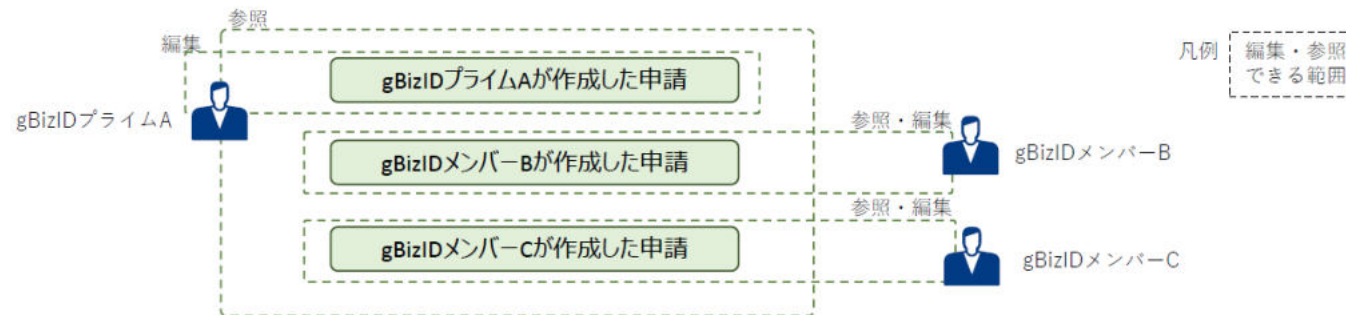 参照
編集
凡例
編集・参照
できる範囲
gBizIDプライムAが作成した申請
gBizIDプライムA
参照・編集
gBizIDメンバーBが作成した申請
gBizIDメンバーB
参照・編集
gBizIDメンバーCが作成した申請
gBizIDメンバーC